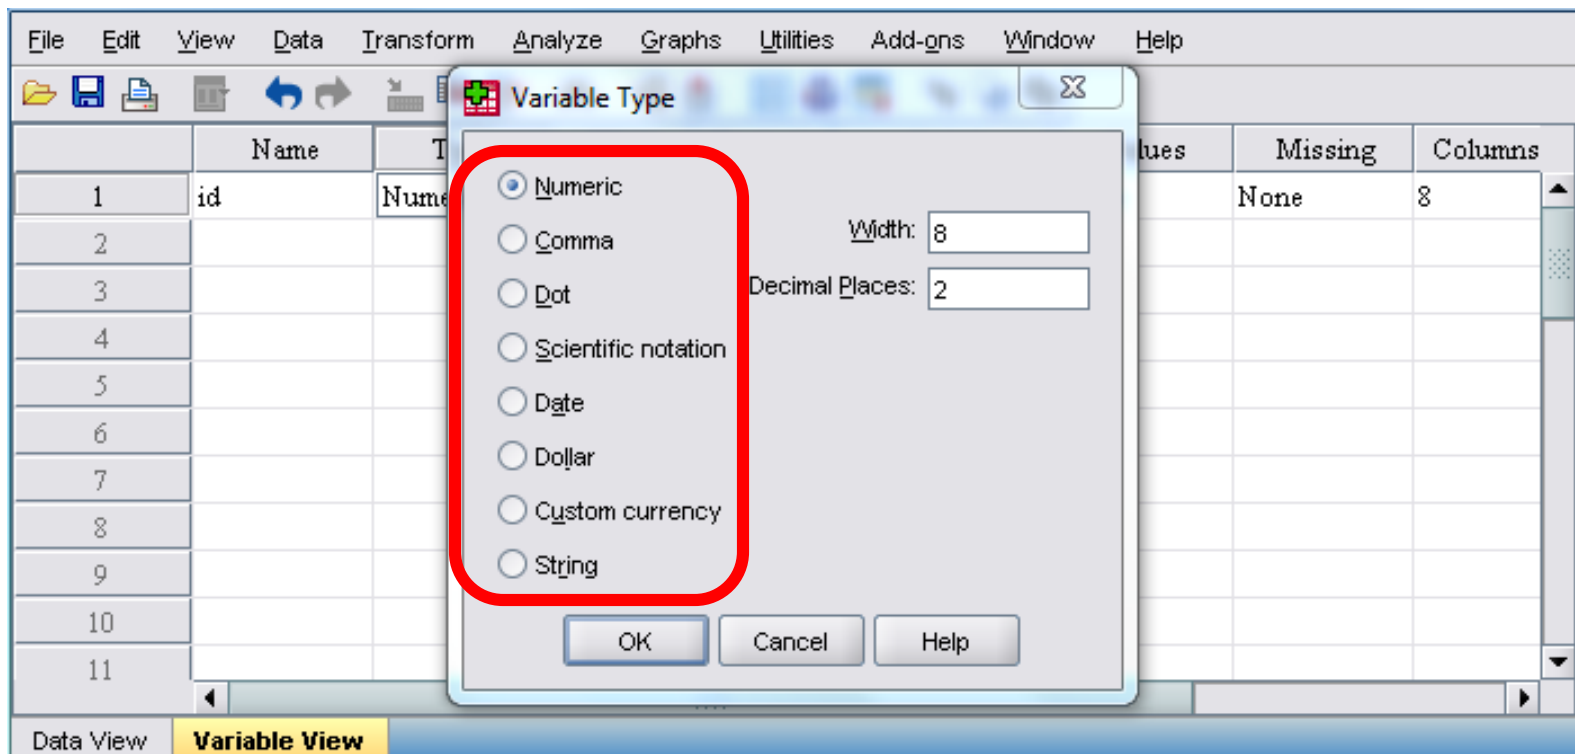 File Edit View Data Transform Analyze Graphs Utilities Add-ons Window Help
Variable Type
Name T lues Missing Columns
1 id Nume None 8
2
3
4
5
6
7
8
9
10
11
Numeric
Comma
Dot
Scientific notation
Date
Dollar
Custom currency
String
Width: 8
Decimal Places: 2
OK Cancel Help
Data View Variable View